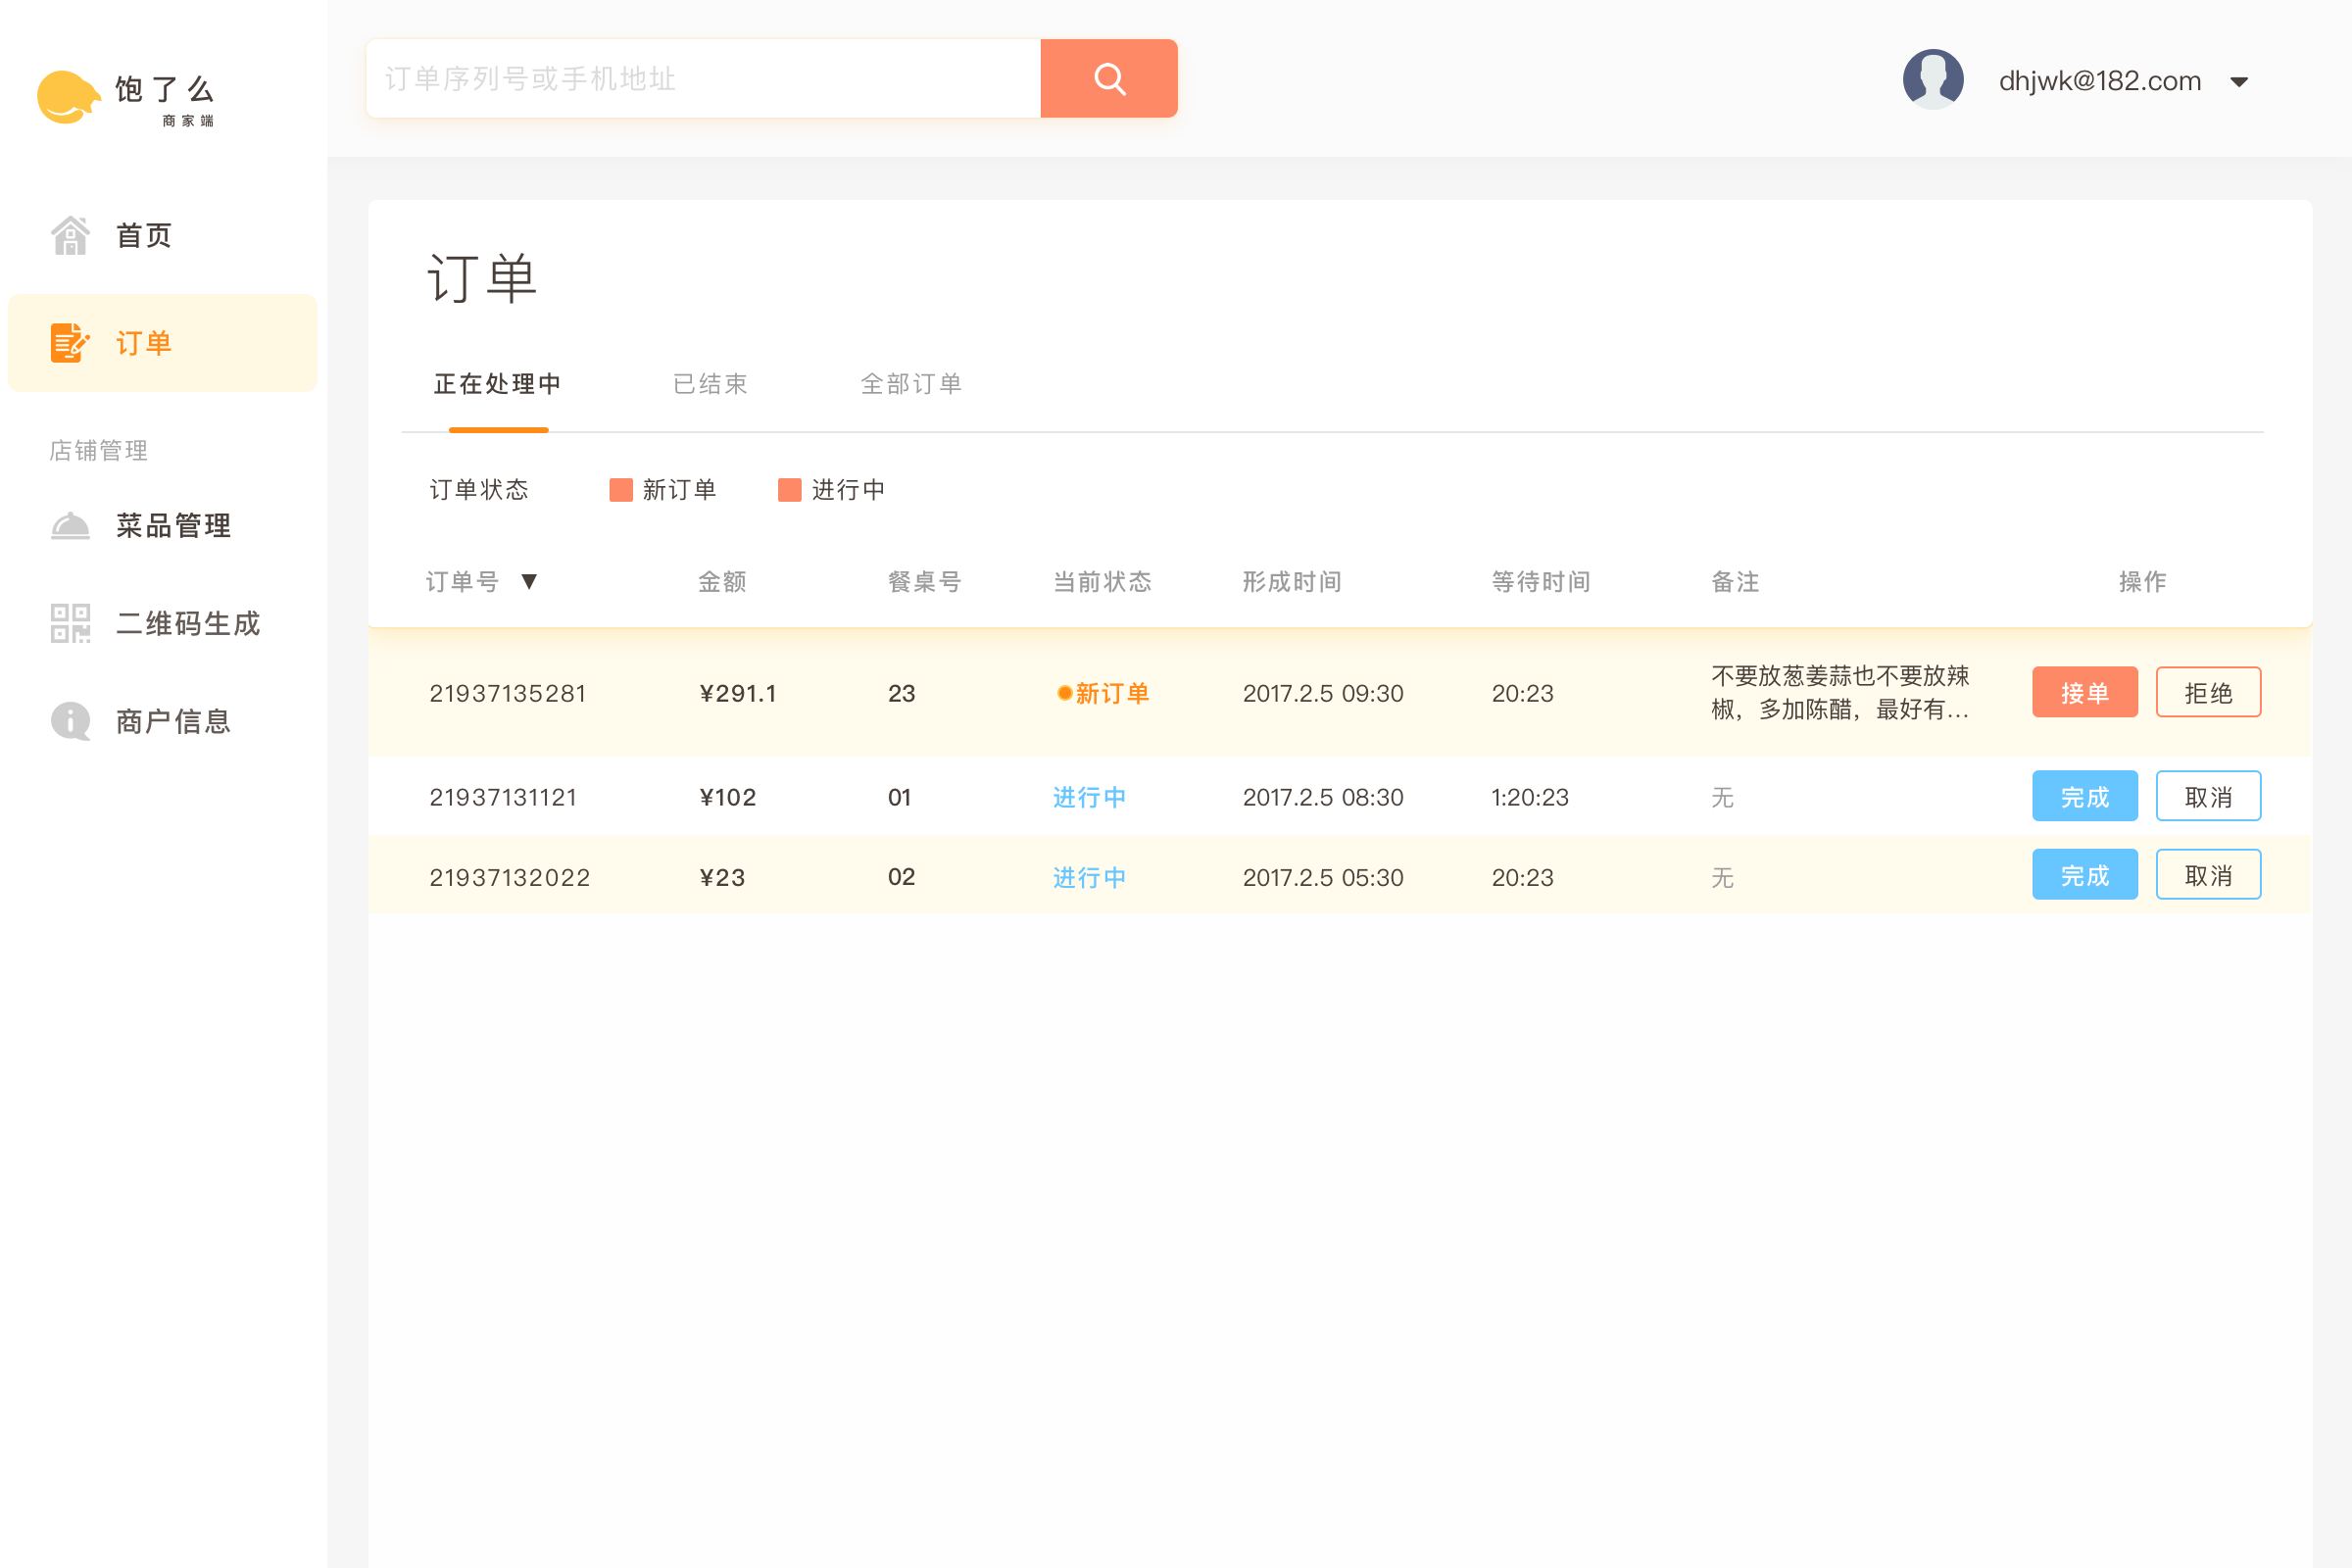 饱了么
商家端
订单序列号或手机地址
dhjwk@182.com
首页
订单
店铺管理
菜品管理
二维码生成
商户信息
订单
正在处理中 已结束 全部订单
订单状态 新订单 进行中
订单号 ▼ 金额 餐桌号 当前状态 形成时间 等待时间 备注 操作
21937135281 ¥291.1 23 新订单 2017.2.5 09:30 20:23 不要放葱姜蒜也不要放辣
椒，多加陈醋，最好有... 接单 拒绝
21937131121 ¥102 01 进行中 2017.2.5 08:30 1:20:23 无 完成 取消
21937132022 ¥23 02 进行中 2017.2.5 05:30 20:23 无 完成 取消